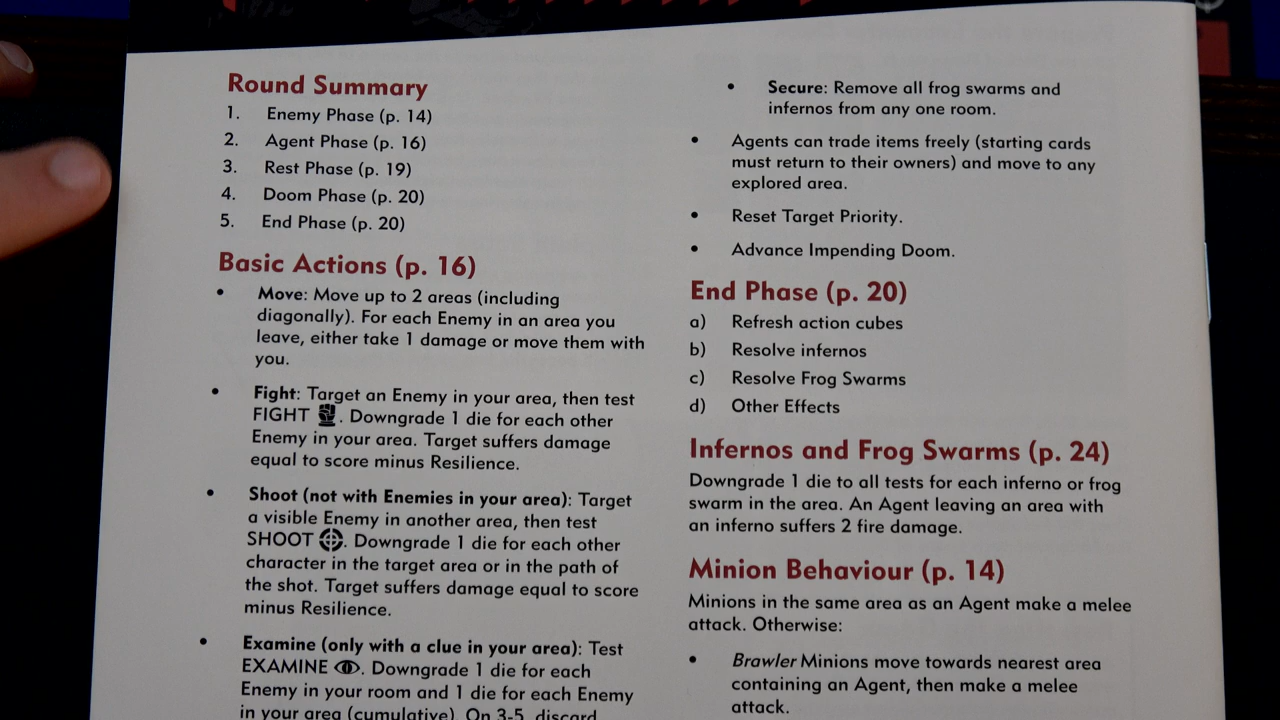 Round Summary
1. Enemy Phase (p. 14)
2. Agent Phase (p. 16)
3. Rest Phase (p. 19)
4. Doom Phase (p. 20)
5. End Phase (p. 20)
Basic Actions (p. 16)
• Move: Move up to 2 areas (including
diagonally). For each Enemy in an area you
leave, either take 1 damage or move them with
you.
• Fight: Target an Enemy in your area, then test
FIGHT. Downgrade 1 die for each other
Enemy in your area. Target suffers damage
equal to score minus Resilience.
• Shoot (not with Enemies in your area): Target
a visible Enemy in another area, then test
SHOOT. Downgrade 1 die for each other
character in the target area or in the path of
the shot. Target suffers damage equal to score
minus Resilience.
• Examine (only with a clue in your area): Test
EXAMINE. Downgrade 1 die for each
Enemy in your room and 1 die for each Enemy
in your area (cumulative). On 3-5, discard
• Secure: Remove all frog swarms and
infernos from any one room.
• Agents can trade items freely (starting cards
must return to their owners) and move to any
explored area.
• Reset Target Priority.
• Advance Impending Doom.
End Phase (p. 20)
a) Refresh action cubes
b) Resolve infernos
c) Resolve Frog Swarms
d) Other Effects
Infernos and Frog Swarms (p. 24)
Downgrade 1 die to all tests for each inferno or frog
swarm in the area. An Agent leaving an area with
an inferno suffers 2 fire damage.
Minion Behaviour (p. 14)
Minions in the same area as an Agent make a melee
attack. Otherwise:
• Brawler Minions move towards nearest area
containing an Agent, then make a melee
attack.